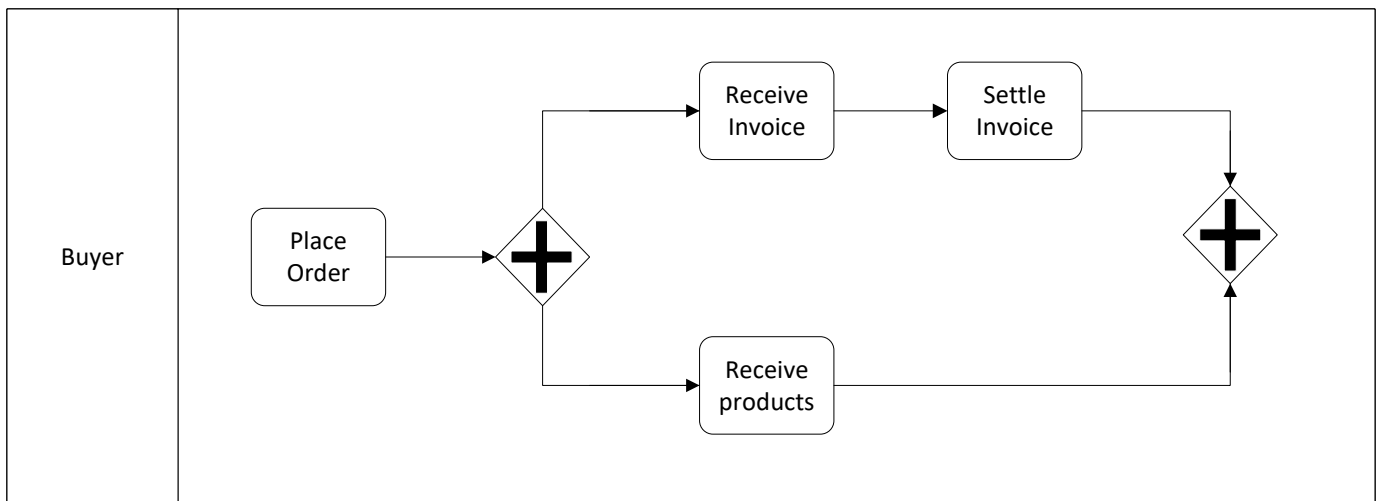 Buyer
Place
Order
Receive
Invoice
Settle
Invoice
Receive
products